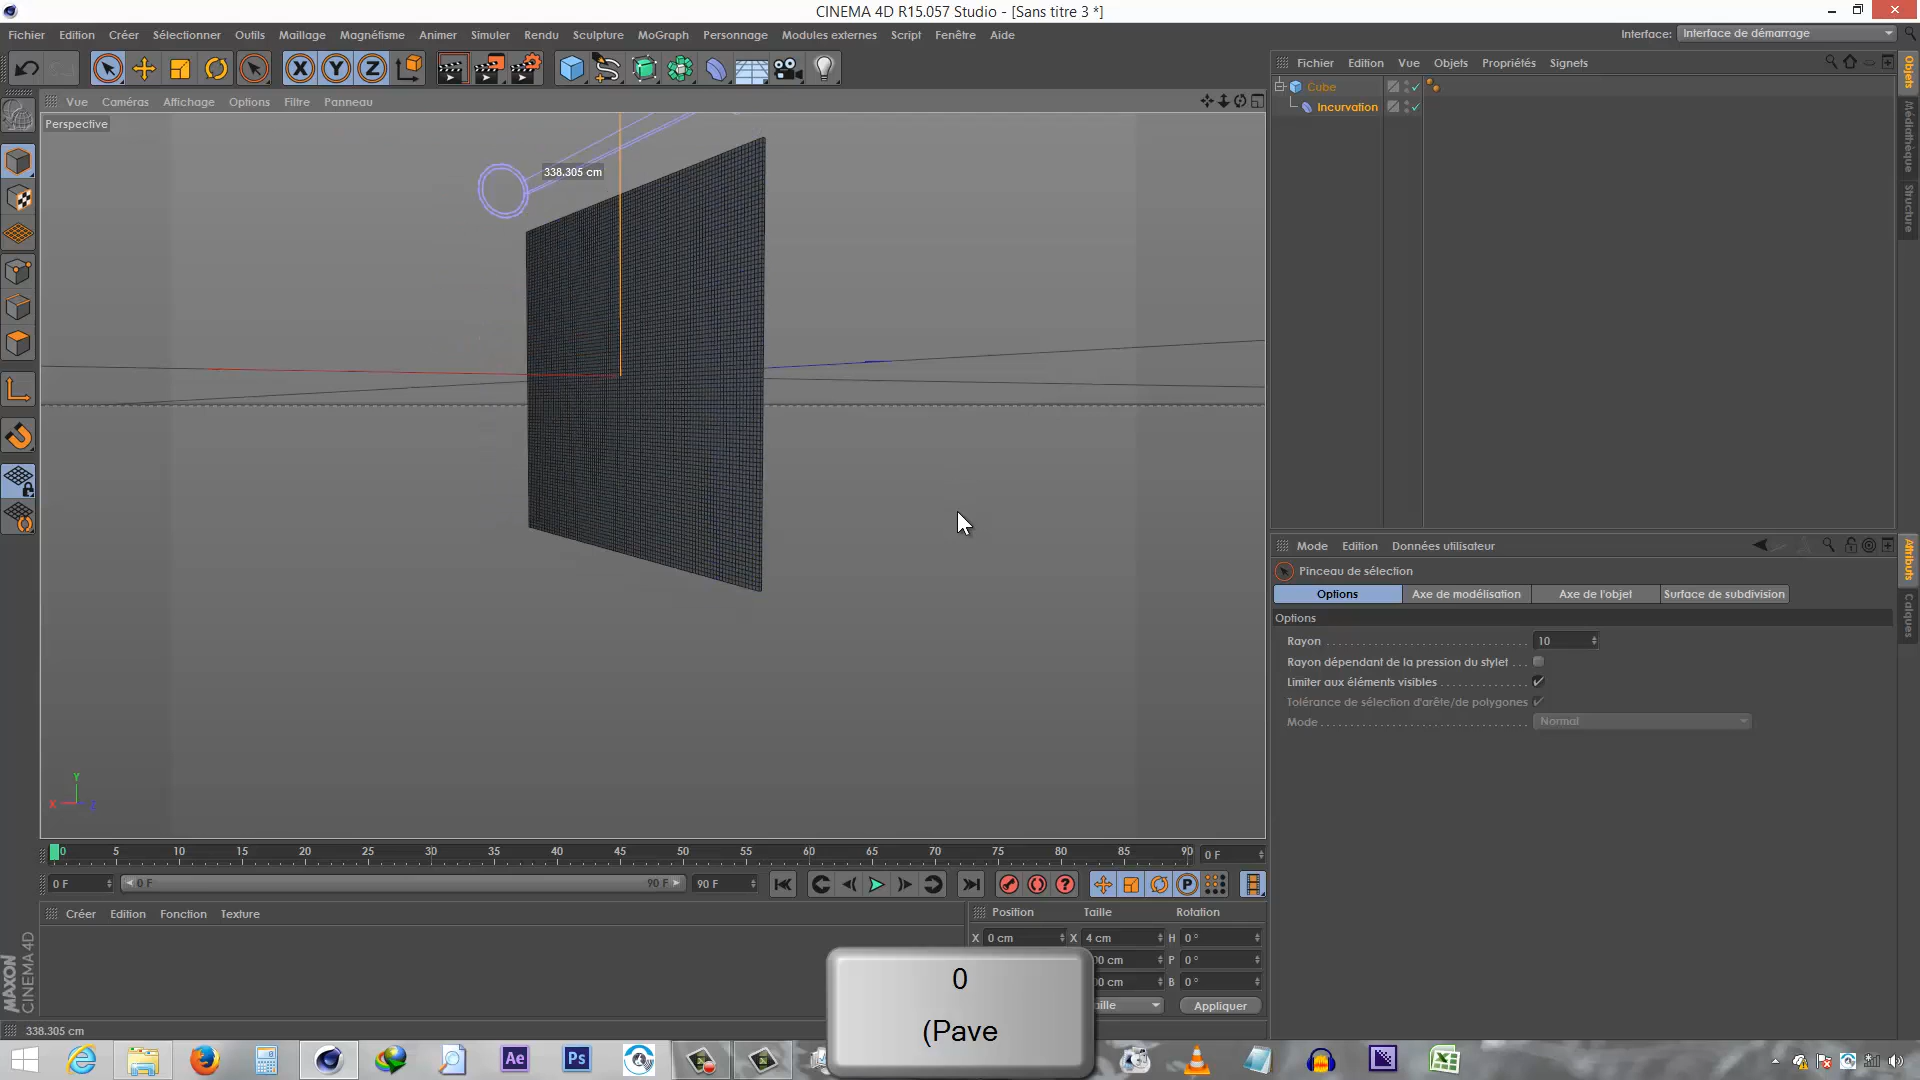 CINEMA 4D R15.057 Studio - [Sans titre 3 *]
Fichier Edition Créer Sélectionner Outils Maillage Magnétisme Animer Simuler Rendu Sculpture MoGraph Personnage Modules externes Script Fenêtre Aide
Interface: Interface de démarrage
X Y Z
Vue Caméras Affichage Options Filtre Panneau
Perspective
338.305 cm
Y
X Z
Fichier Edition Vue Objets Propriétés Signets
Cube
Incurvation
Objets
Médiathèque
Structure
Mode Edition Données utilisateur
Pinceau de sélection
Options Axe de modélisation Axe de l'objet Surface de subdivision
Options
Rayon 10
Rayon dépendant de la pression du stylet
Limiter aux éléments visibles
Tolérance de sélection d'arête/de polygones
Mode Normal
Attributs
Calques
0 5 10 15 20 25 30 35 40 45 50 55 60 65 70 75 80 85 90 0 F
0 F 0 F 90 F 90 F
P
Créer Edition Fonction Texture
Position Taille Rotation
X 0 cm X 4 cm H 0 °
00 cm P 0 °
00 cm B 0 °
aille Appliquer
0
(Pave
MAXON
CINEMA 4D
338.305 cm
Ae Ps